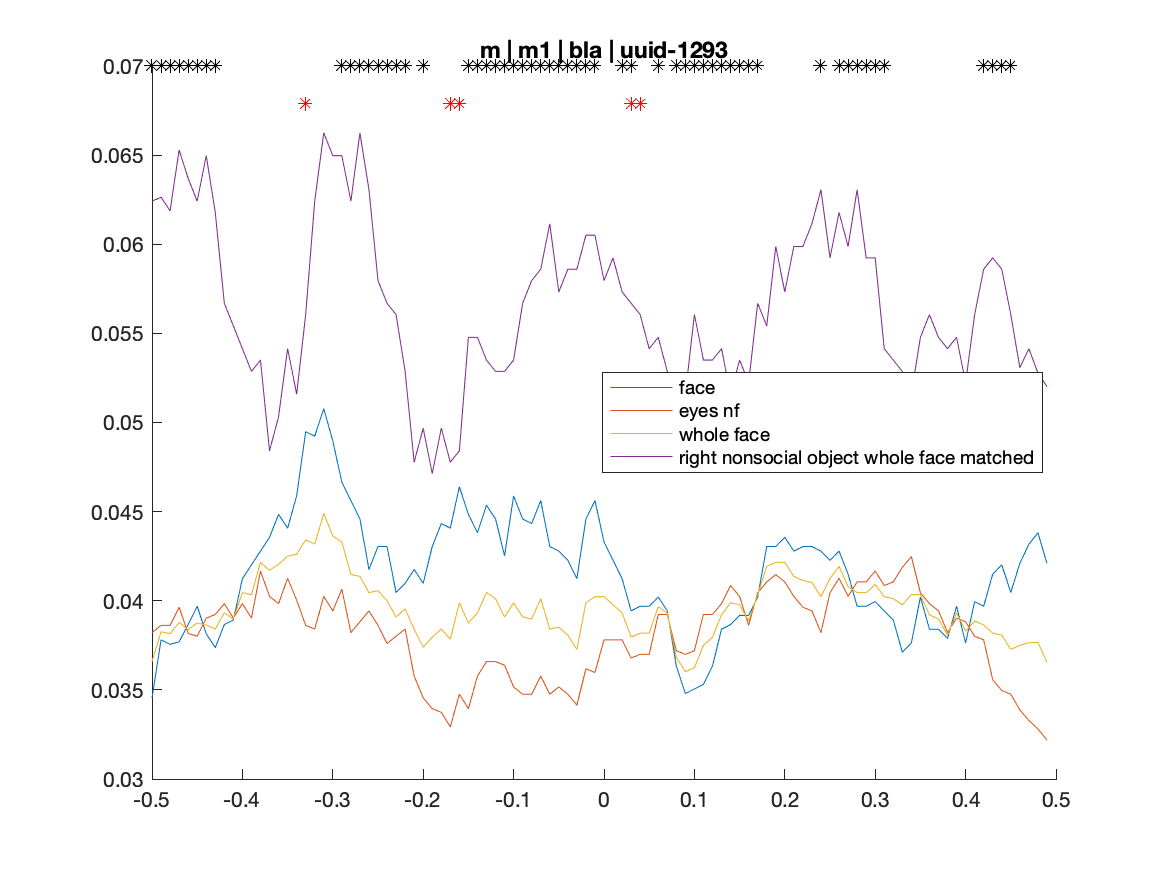 m | m1 | bla | uuid-1293
0.07
0.065
0.06
0.055
0.05
0.045
0.04
0.035
0.03
face
eyes nf
whole face
right nonsocial object whole face matched
-0.5 -0.4 -0.3 -0.2 -0.1 0 0.1 0.2 0.3 0.4 0.5